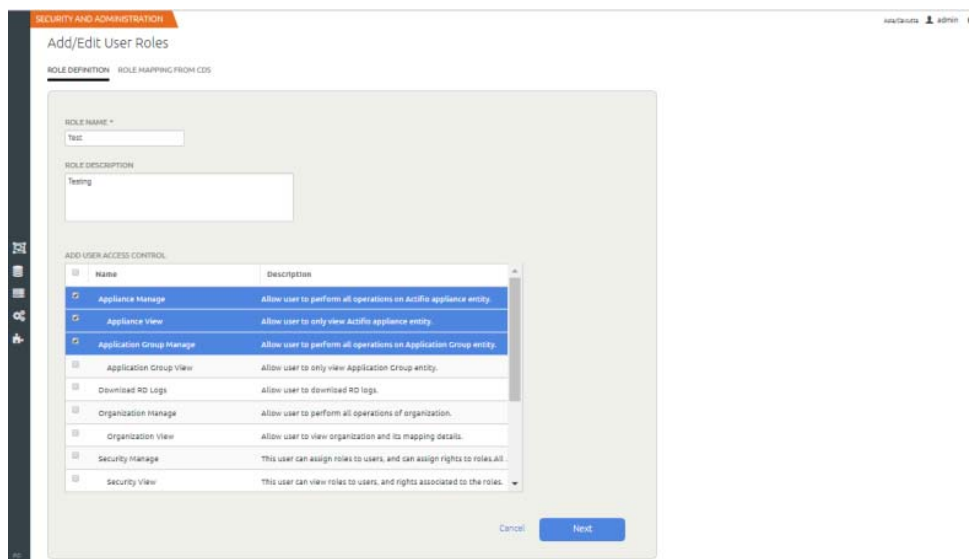 SECURITY AND ADMINISTRATION
admin
Add/Edit User Roles
ROLE DEFINITION ROLE MAPPING FROM CDS
ROLE NAME *
Test
ROLE DESCRIPTION
Testing
ADD USER ACCESS CONTROL
Name Description
Appliance Manage Allow user to perform all operations on Actifio appliance entity.
Appliance View Allow user to only view Actifio appliance entity.
Application Group Manage Allow user to perform all operations on Application Group entity.
Application Group View Allow user to only view Application Group entity.
Download RD Logs Allow user to download RD logs.
Organization Manage Allow user to perform all operations of organization.
Organization View Allow user to view organization and its mapping details.
Security Manage This user can assign roles to users, and can assign rights to roles.All
Security View This user can view roles to users, and rights associated to the roles.
Cancel Next